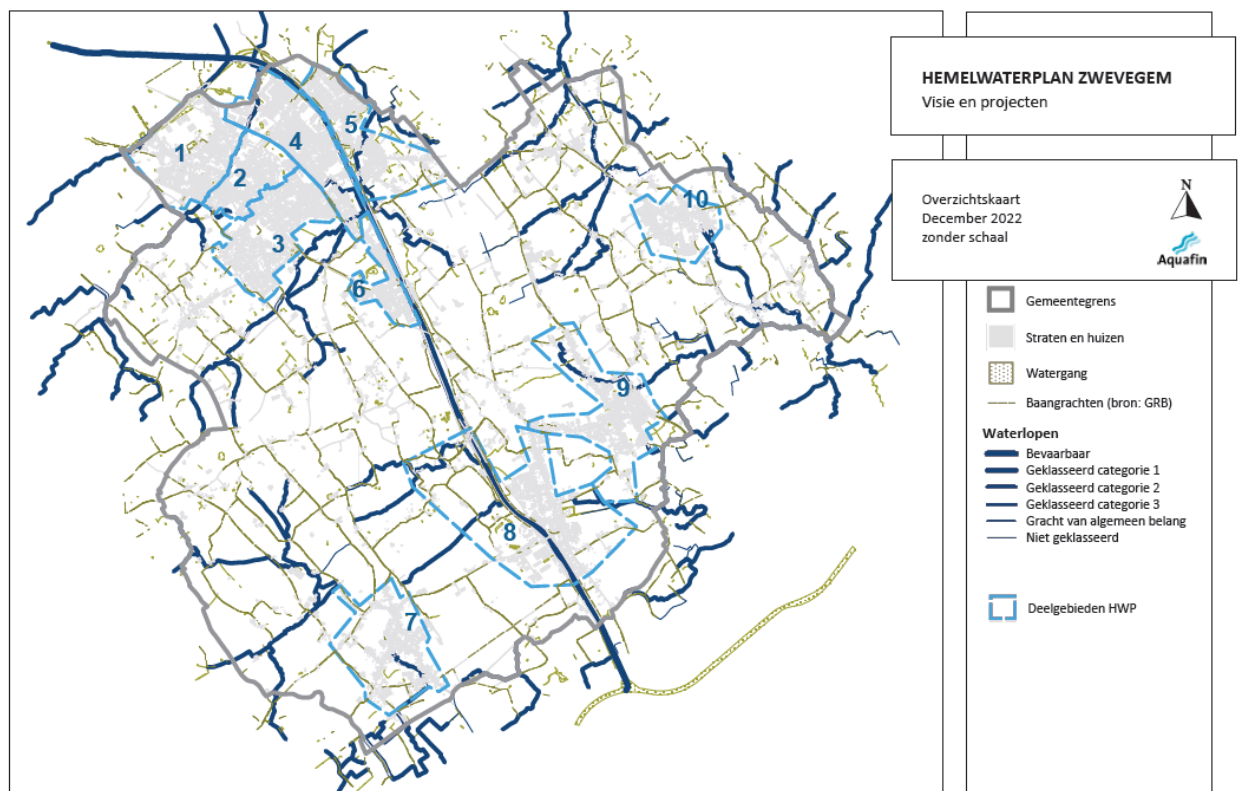 HEMELWATERPLAN ZWEVEGEM
Visie en projecten
Overzichtskaart
December 2022
zonder schaal
N
Aquafin
Gemeentegrens
Straten en huizen
Watergang
Baangrachten (bron: GRB)
Waterlopen
Bevaarbaar
Geklasseerd categorie 1
Geklasseerd categorie 2
Geklasseerd categorie 3
Gracht van algemeen belang
Niet geklasseerd
Deelgebieden HWP
5
4
1
2
10
3
6
9
8
7